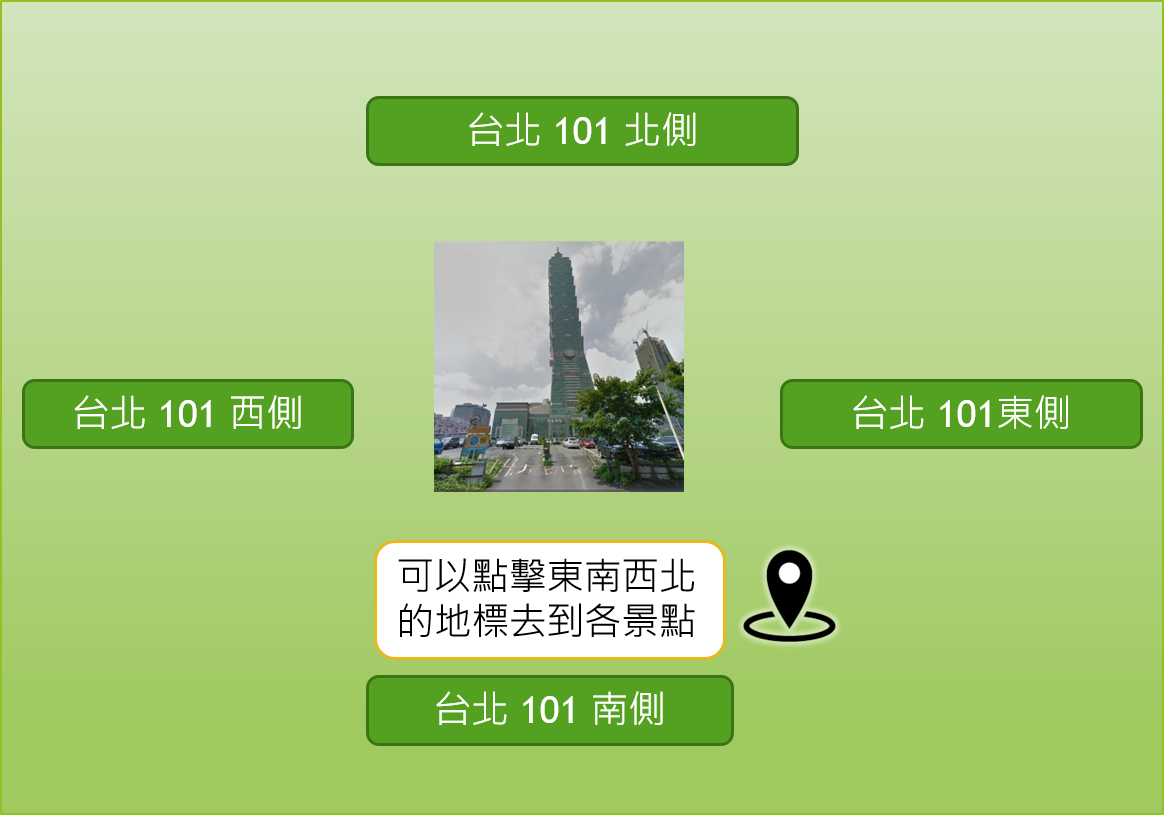 台北 101 北側
台北 101 西側
台北 101東側
可以點擊東南西北
的地標去到各景點
台北 101 南側